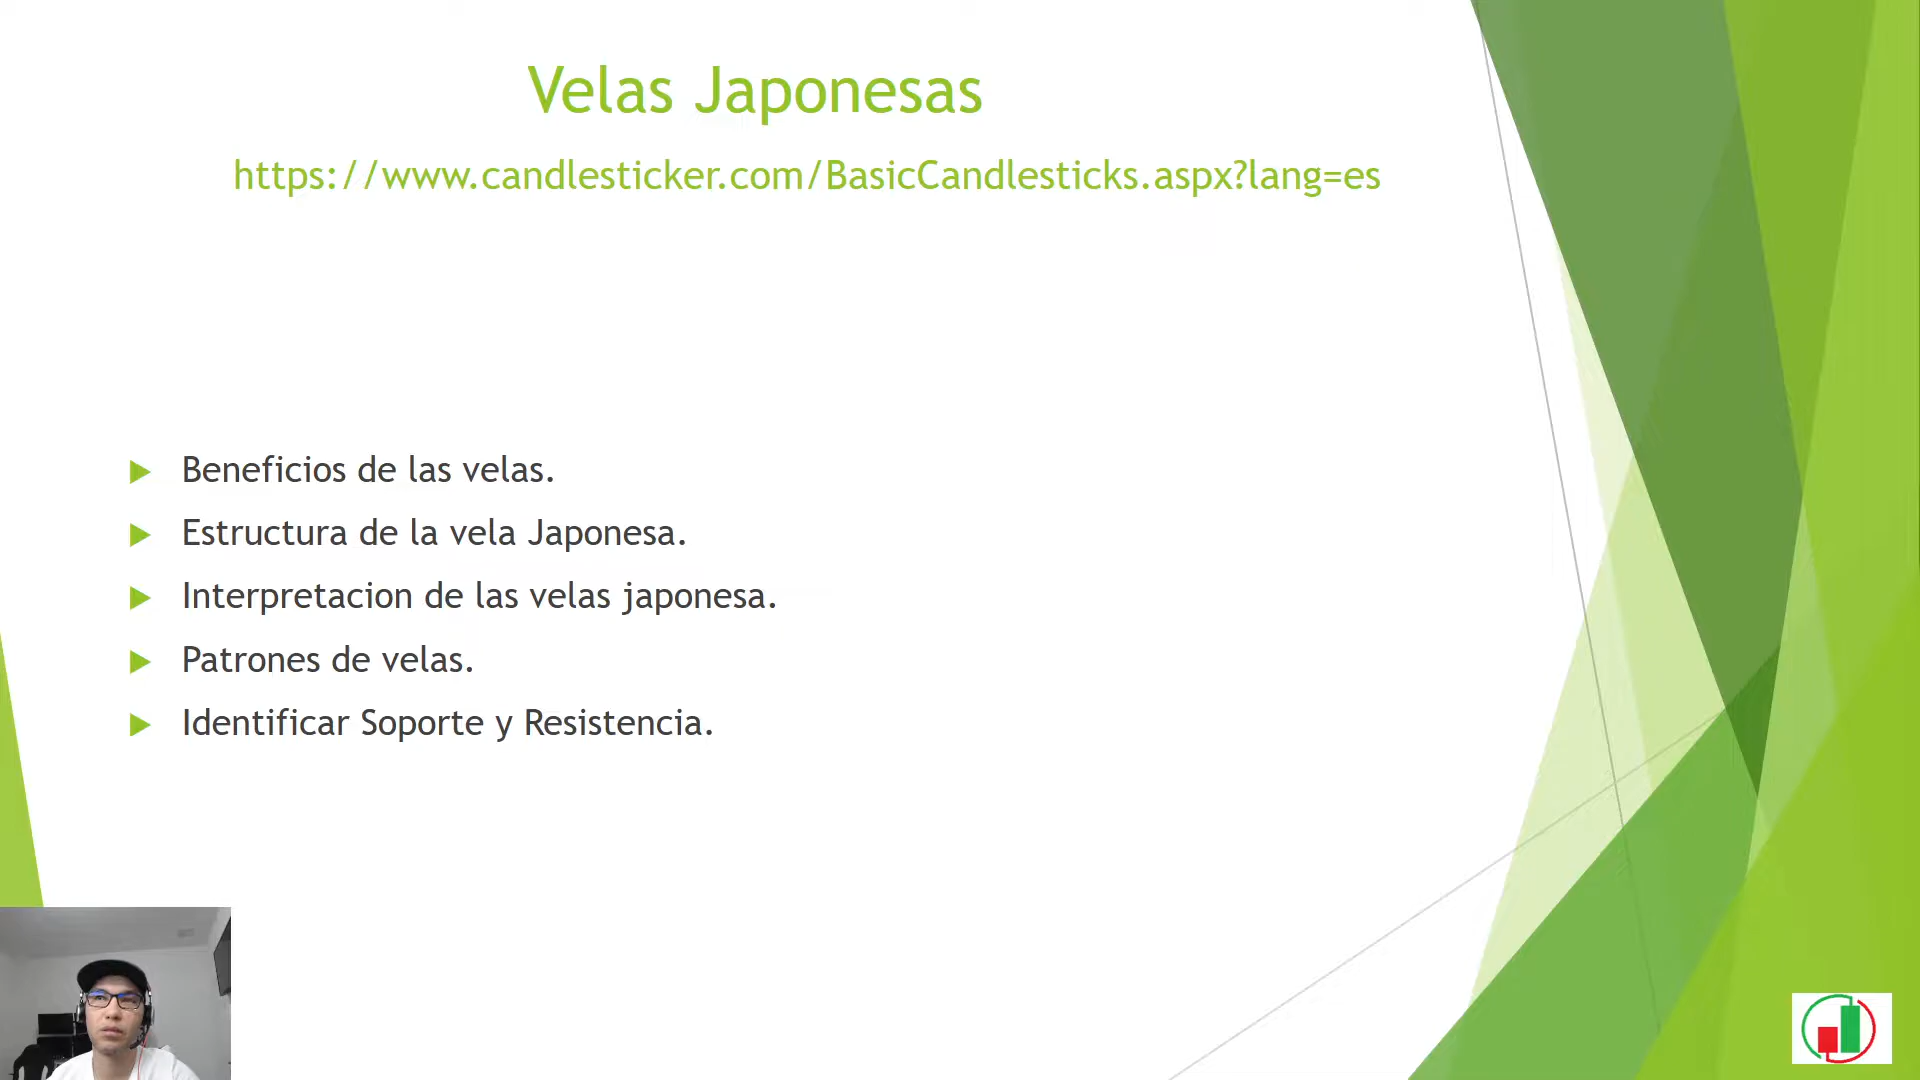 Velas Japonesas
https://www.candlesticker.com/BasicCandlesticks.aspx?lang=es
Beneficios de las velas.
Estructura de la vela Japonesa.
Interpretacion de las velas japonesa.
Patrones de velas.
Identificar Soporte y Resistencia.